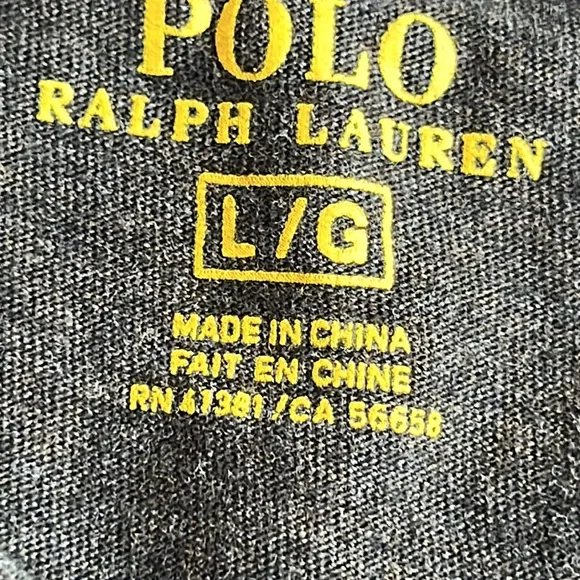 POLO
RALPH LAUREN
L/G
MADE IN CHINA
FAIT EN CHINE
RN 41381/CA 56658